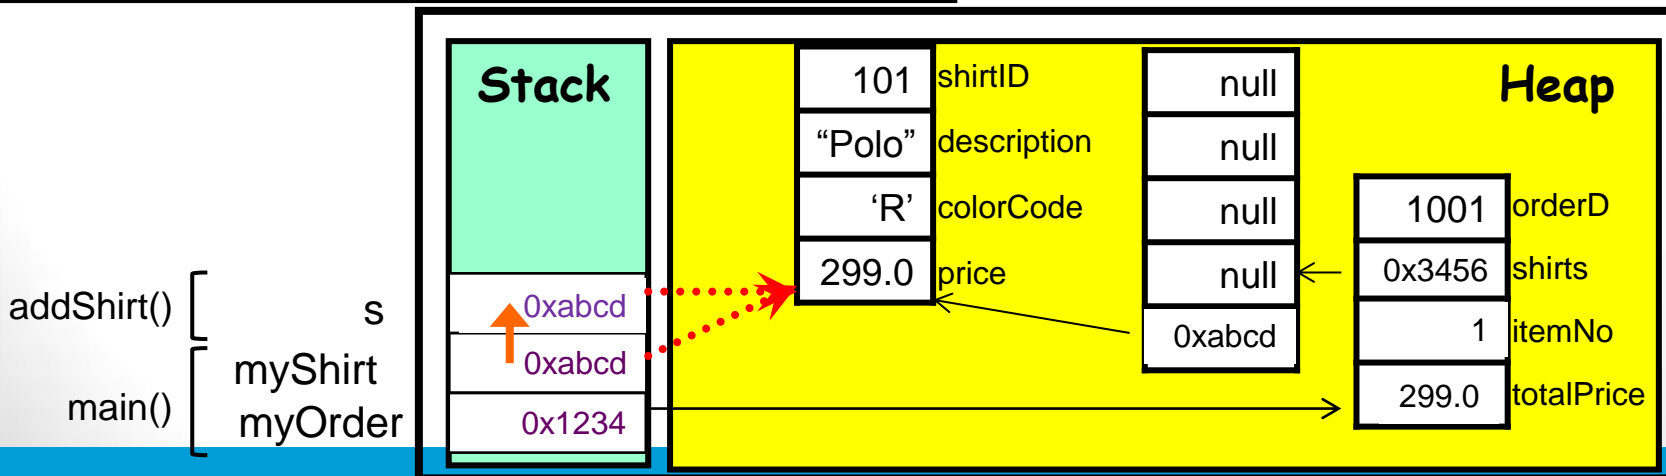 Stack
Heap
101 shirtID
“Polo” description
‘R’ colorCode
299.0 price
null
null
null
null
0xabcd
1001 orderD
0x3456 shirts
1 itemNo
299.0 totalPrice
addShirt()
s
0xabcd
main()
myShirt
0xabcd
myOrder
0x1234